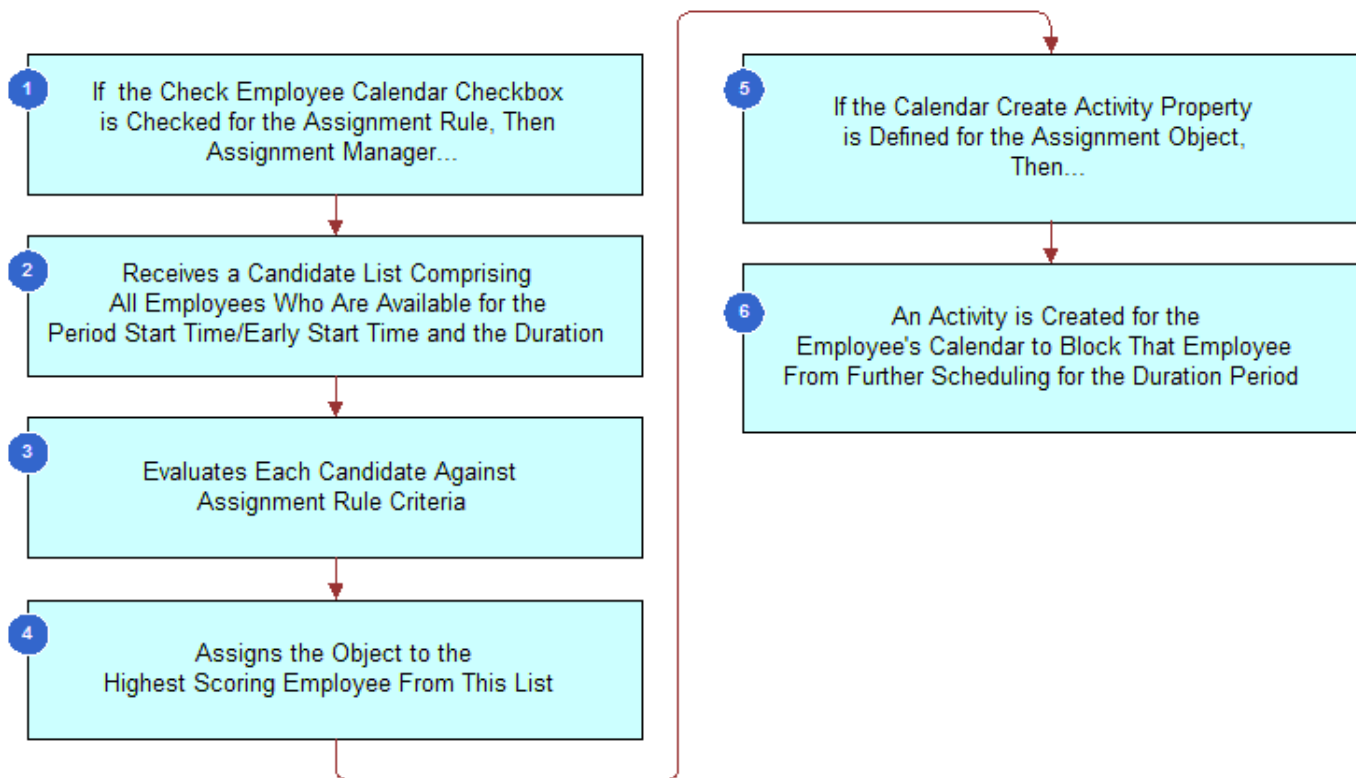 1
If the Check Employee Calendar Checkbox
is Checked for the Assignment Rule, Then
Assignment Manager...
2
Receives a Candidate List Comprising
All Employees Who Are Available for the
Period Start Time/Early Start Time and the Duration
3
Evaluates Each Candidate Against
Assignment Rule Criteria
4
Assigns the Object to the
Highest Scoring Employee From This List
5
If the Calendar Create Activity Property
is Defined for the Assignment Object,
Then...
6
An Activity is Created for the
Employee's Calendar to Block That Employee
From Further Scheduling for the Duration Period